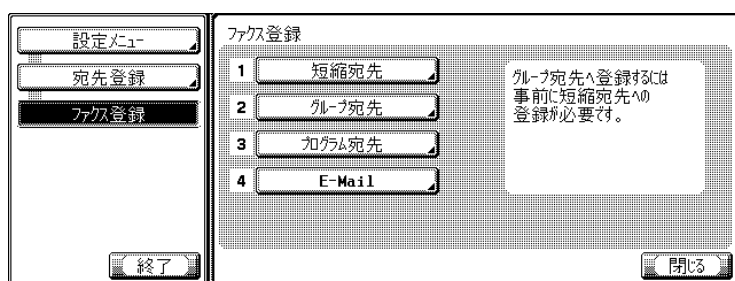 設定ﾒﾆｭｰ
宛先登録
ﾌｧｸｽ登録
終了
ﾌｧｸｽ登録
1 短縮宛先
2 ｸﾞﾙｰﾌﾟ宛先
3 ﾌﾟﾛｸﾞﾗﾑ宛先
4 E-Mail
ｸﾞﾙｰﾌﾟ宛先へ登録するには
事前に短縮宛先への
登録が必要です。
閉じる